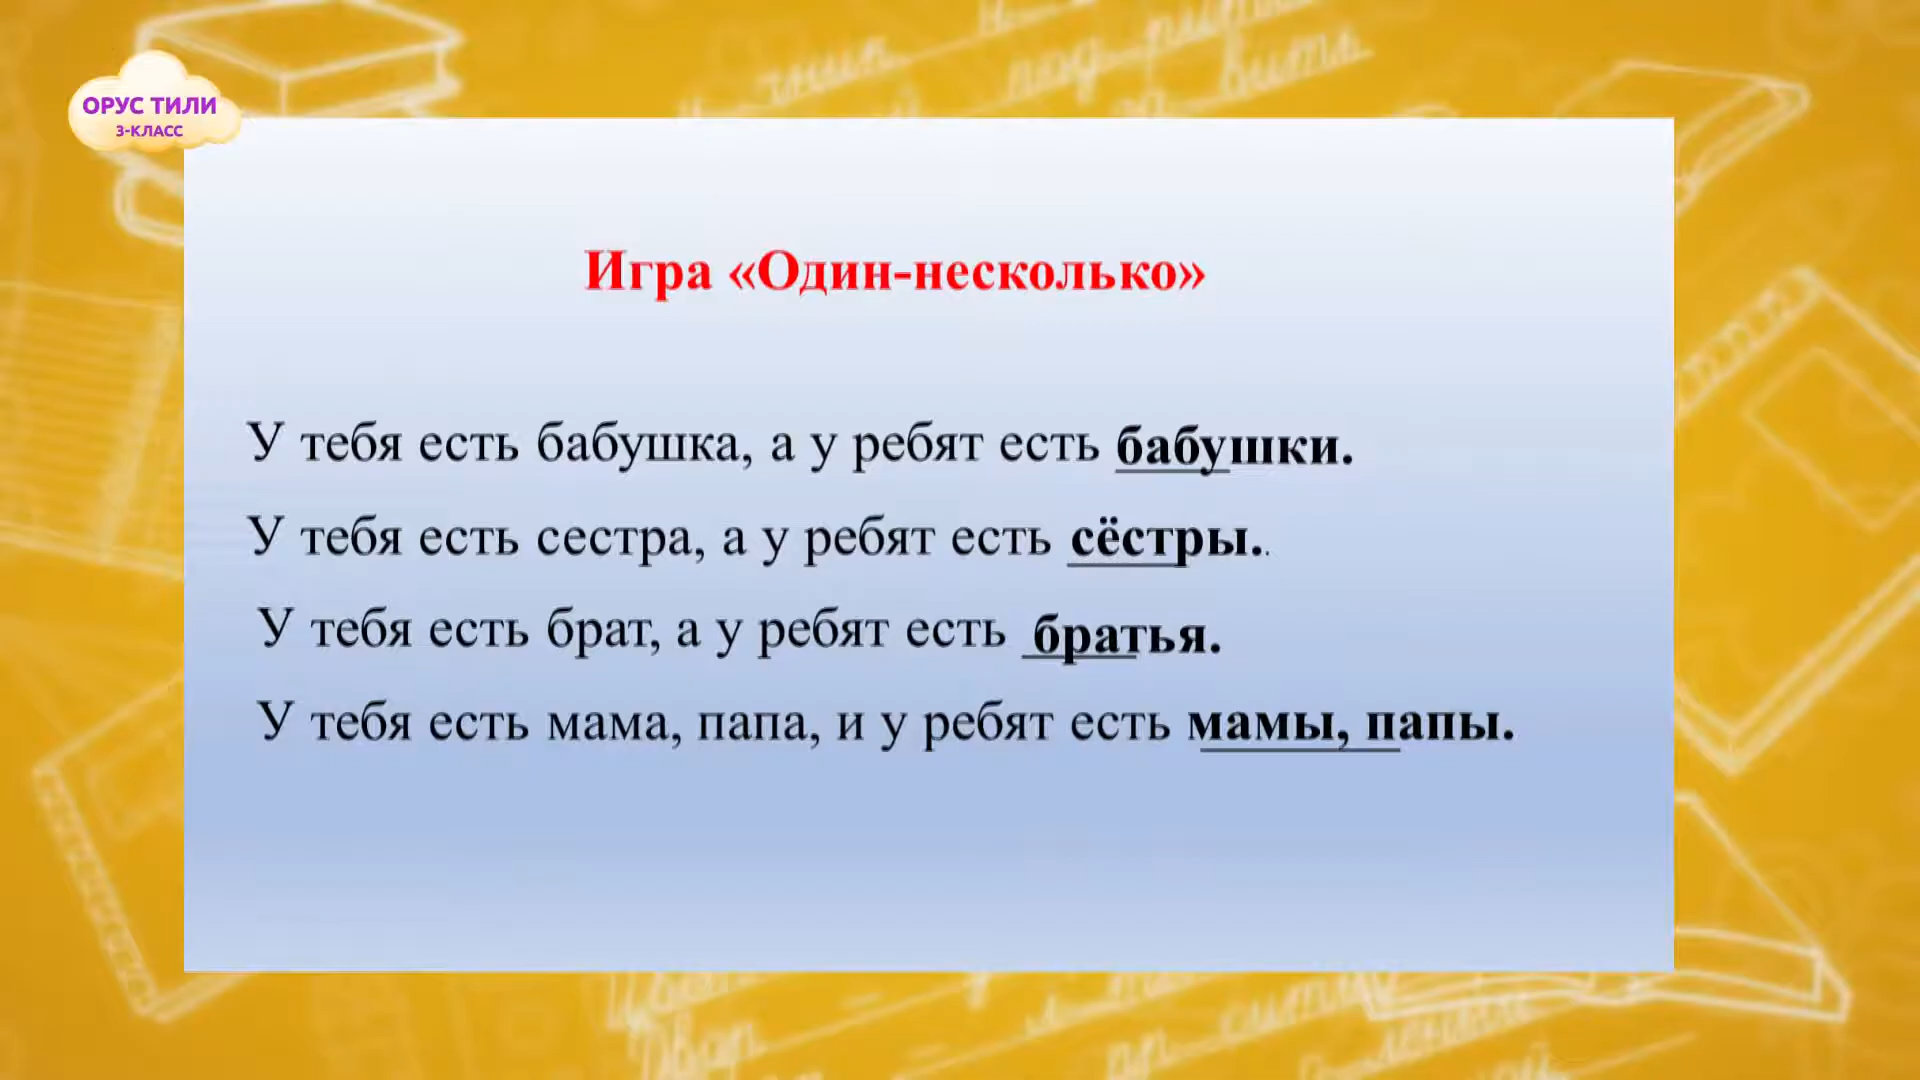 ОРУС ТИЛИ
3-КЛАСС
Игра «Один-несколько»
У тебя есть бабушка, а у ребят есть бабушки.
У тебя есть сестра, а у ребят есть сёстры..
У тебя есть брат, а у ребят есть братья.
У тебя есть мама, папа, и у ребят есть мамы, папы.